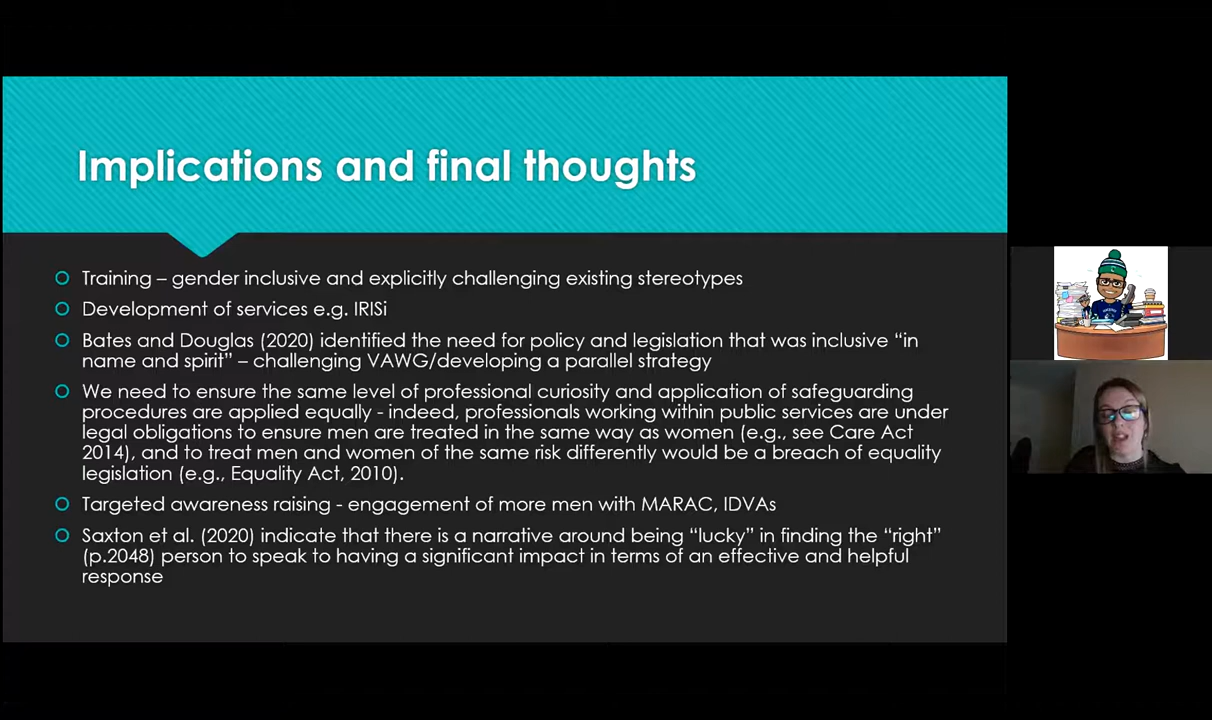 Implications and final thoughts
Training – gender inclusive and explicitly challenging existing stereotypes
Development of services e.g. IRISi
Bates and Douglas (2020) identified the need for policy and legislation that was inclusive “in
name and spirit” – challenging VAWG/developing a parallel strategy
We need to ensure the same level of professional curiosity and application of safeguarding
procedures are applied equally - indeed, professionals working within public services are under
legal obligations to ensure men are treated in the same way as women (e.g., see Care Act
2014), and to treat men and women of the same risk differently would be a breach of equality
legislation (e.g., Equality Act, 2010).
Targeted awareness raising - engagement of more men with MARAC, IDVAs
Saxton et al. (2020) indicate that there is a narrative around being “lucky” in finding the “right”
(p.2048) person to speak to having a significant impact in terms of an effective and helpful
response